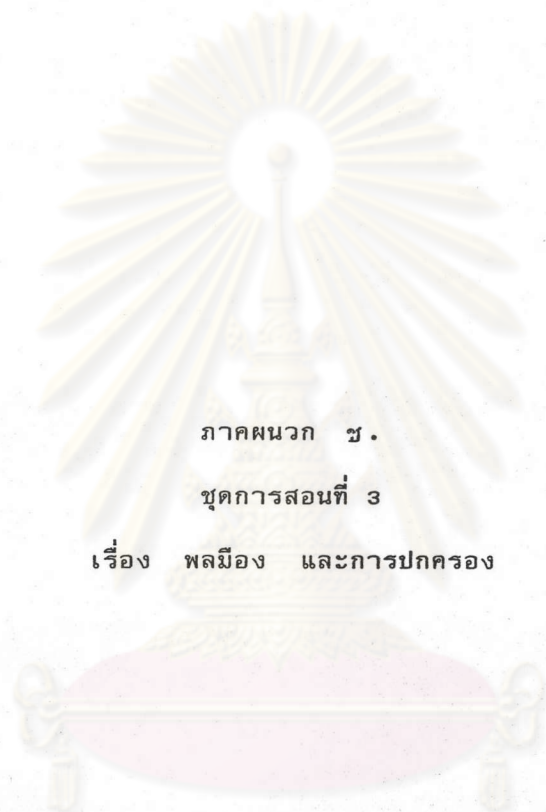 ภาคผนวก ช.
ชุดการสอนที่ 3
เรื่อง พลมือง และการปกครอง